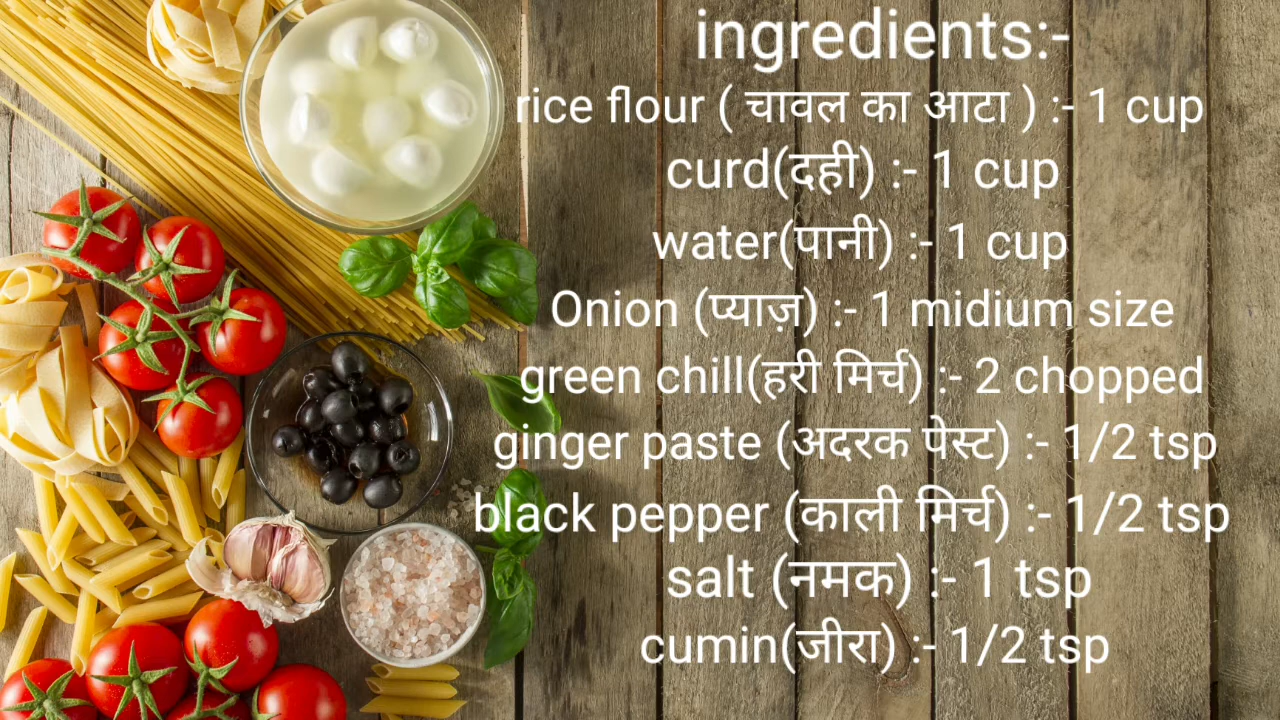 ingredients:-
rice flour ( चावल का आटा ) :- 1 cup
curd(दही) :- 1 cup
water(पानी) :- 1 cup
Onion (प्याज़) :- 1 midium size
green chill(हरी मिर्च) :- 2 chopped
ginger paste (अदरक पेस्ट) :- 1/2 tsp
black pepper (काली मिर्च) :- 1/2 tsp
salt (नमक) :- 1 tsp
cumin(जीरा) :- 1/2 tsp